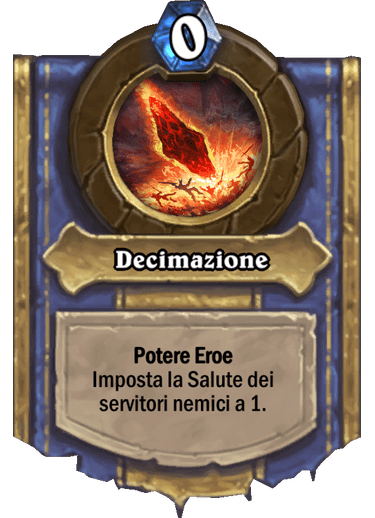 0
Decimazione
Potere Eroe
Imposta la Salute dei
servitori nemici a 1.